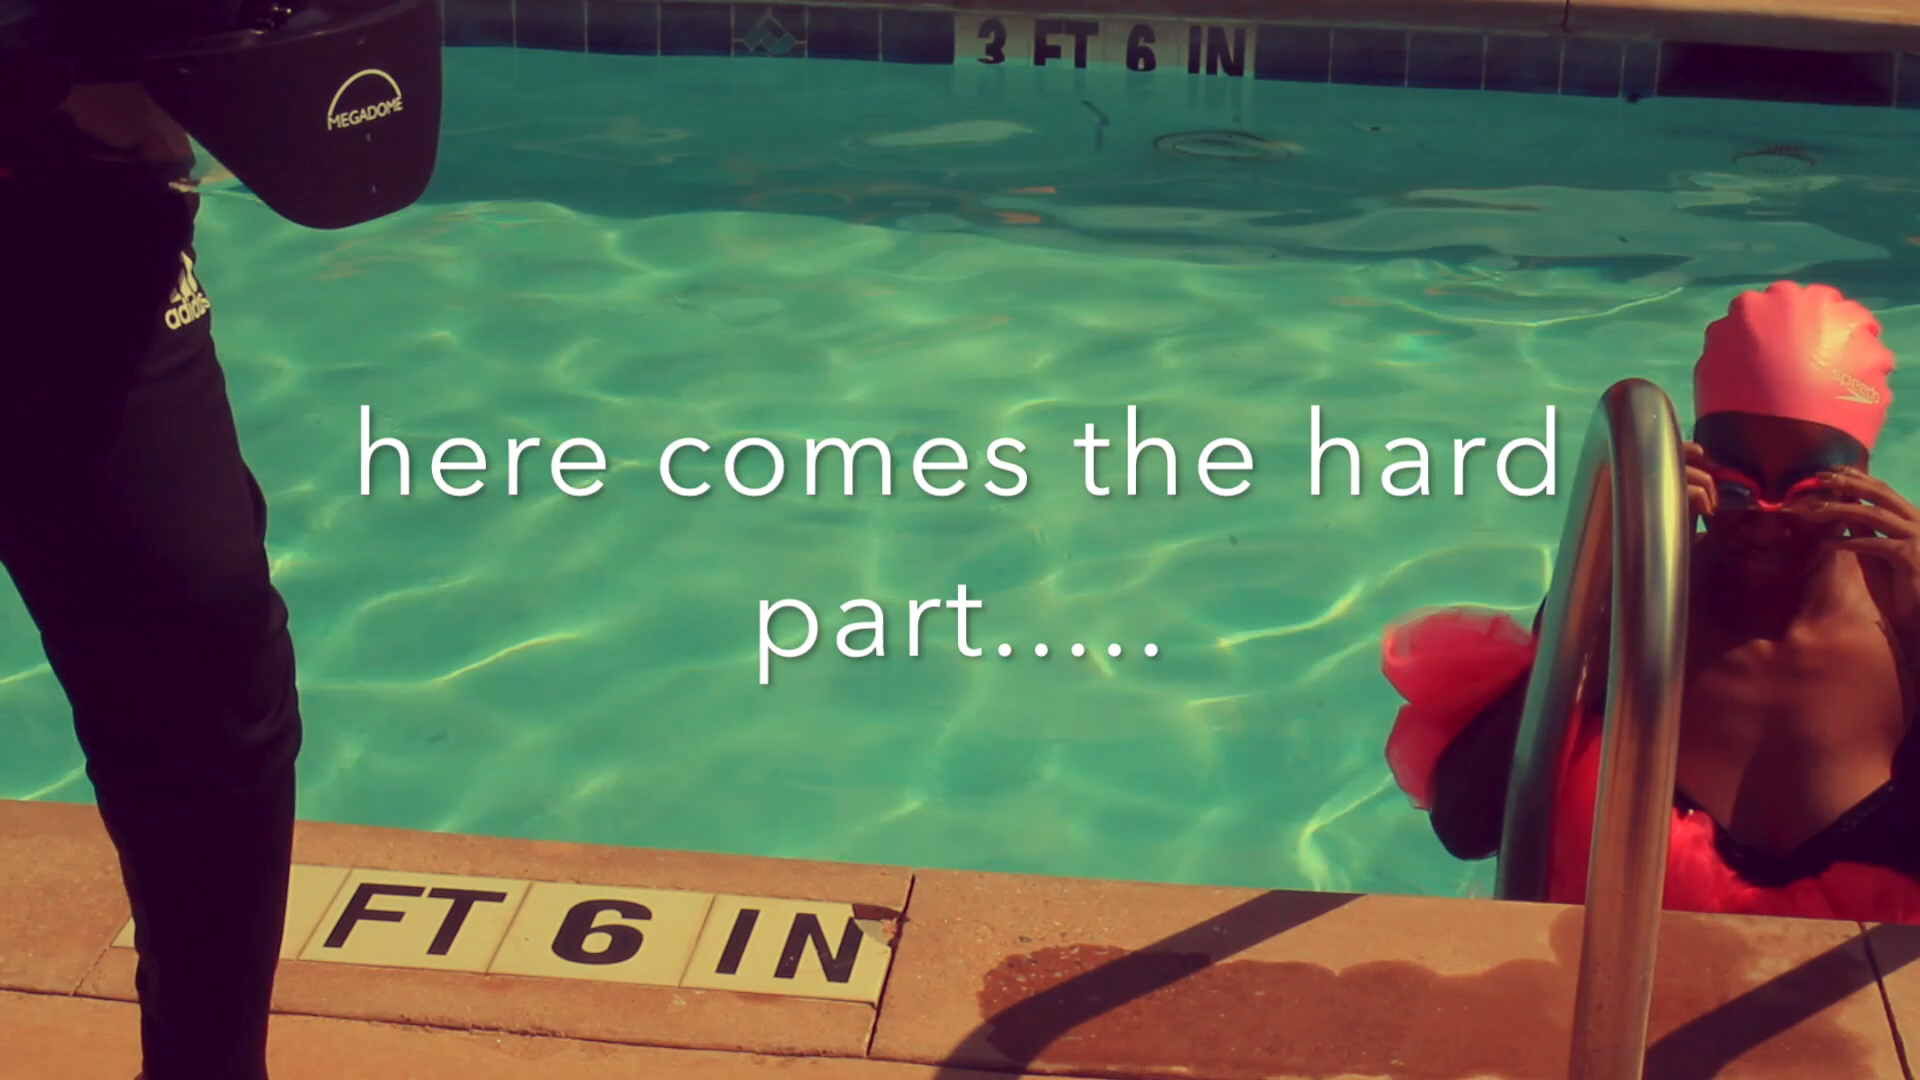 3 FT 6 IN
MEGADOME
adidas
speedo
here comes the hard
part.....
FT 6 IN